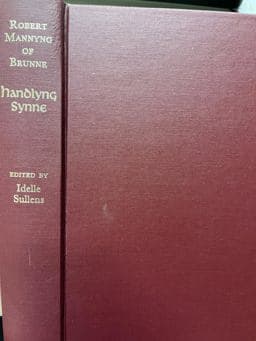 Robert
Mannyng
of
Brunne
handlyng
Synne
EDITED BY
Idelle
Sullens